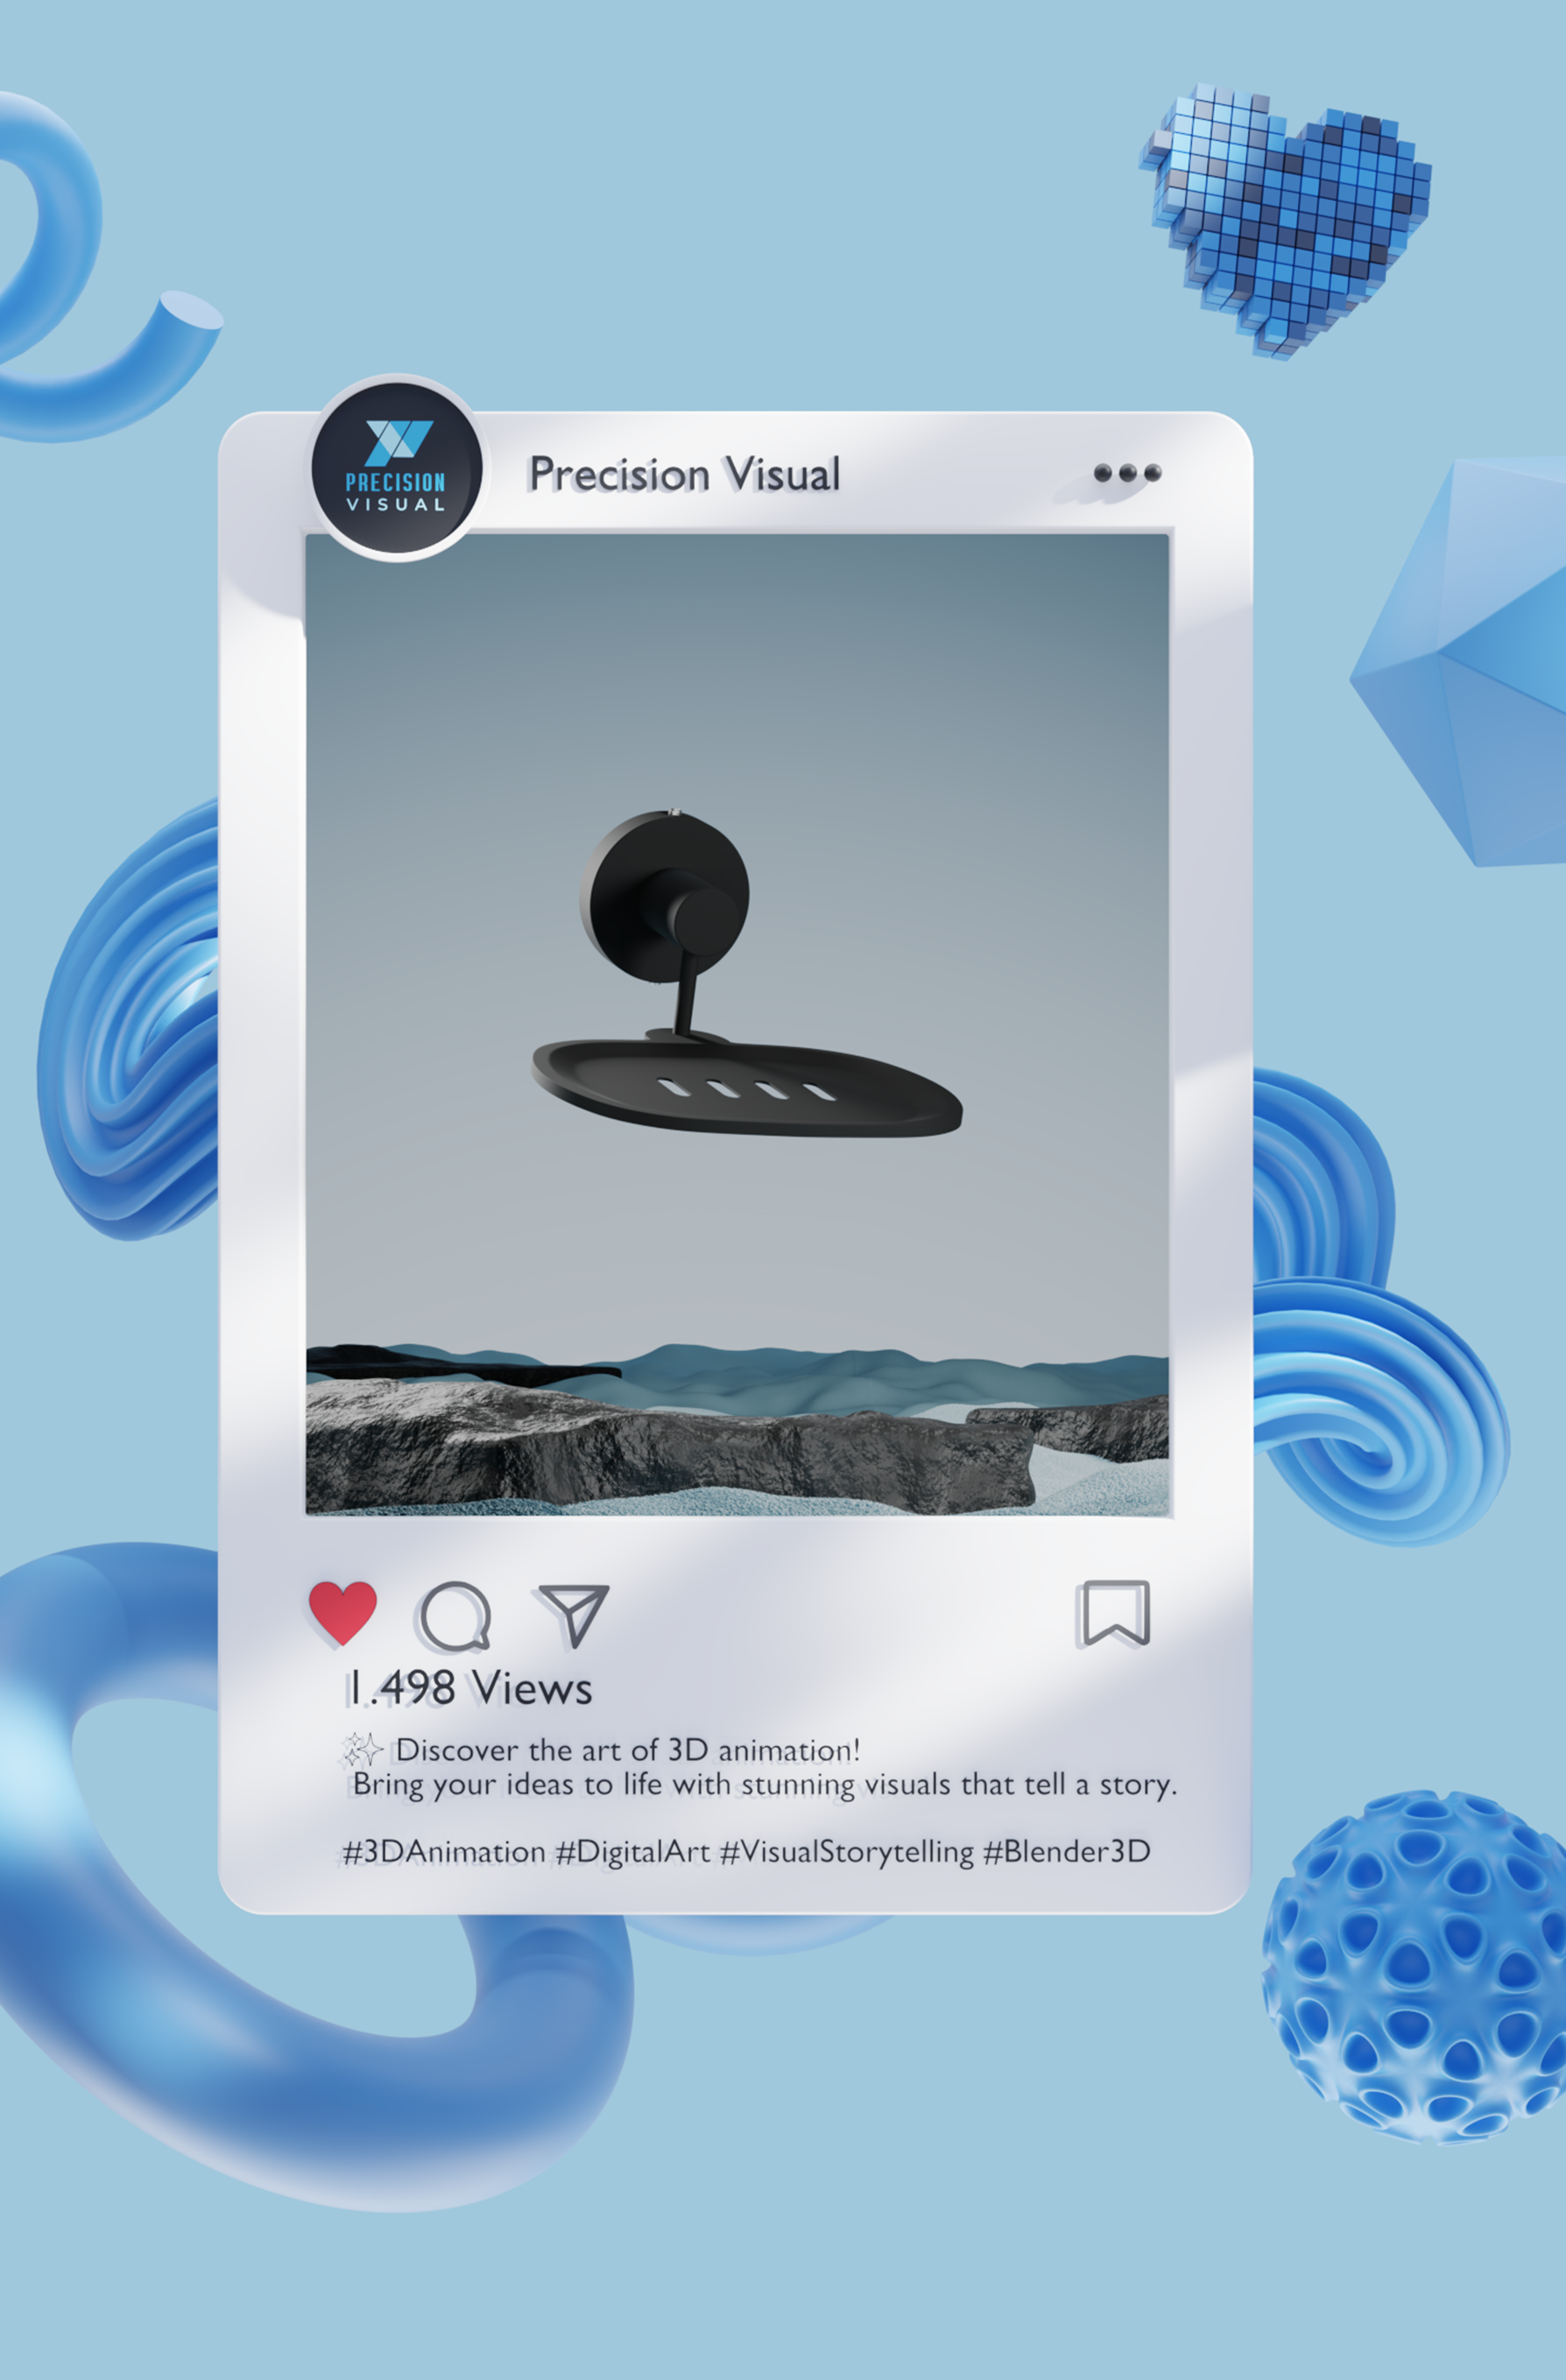 PRECISION
VISUAL
Precision Visual
1.498 Views
Discover the art of 3D animation!
Bring your ideas to life with stunning visuals that tell a story.
#3DAnimation #DigitalArt #VisualStorytelling #Blender3D